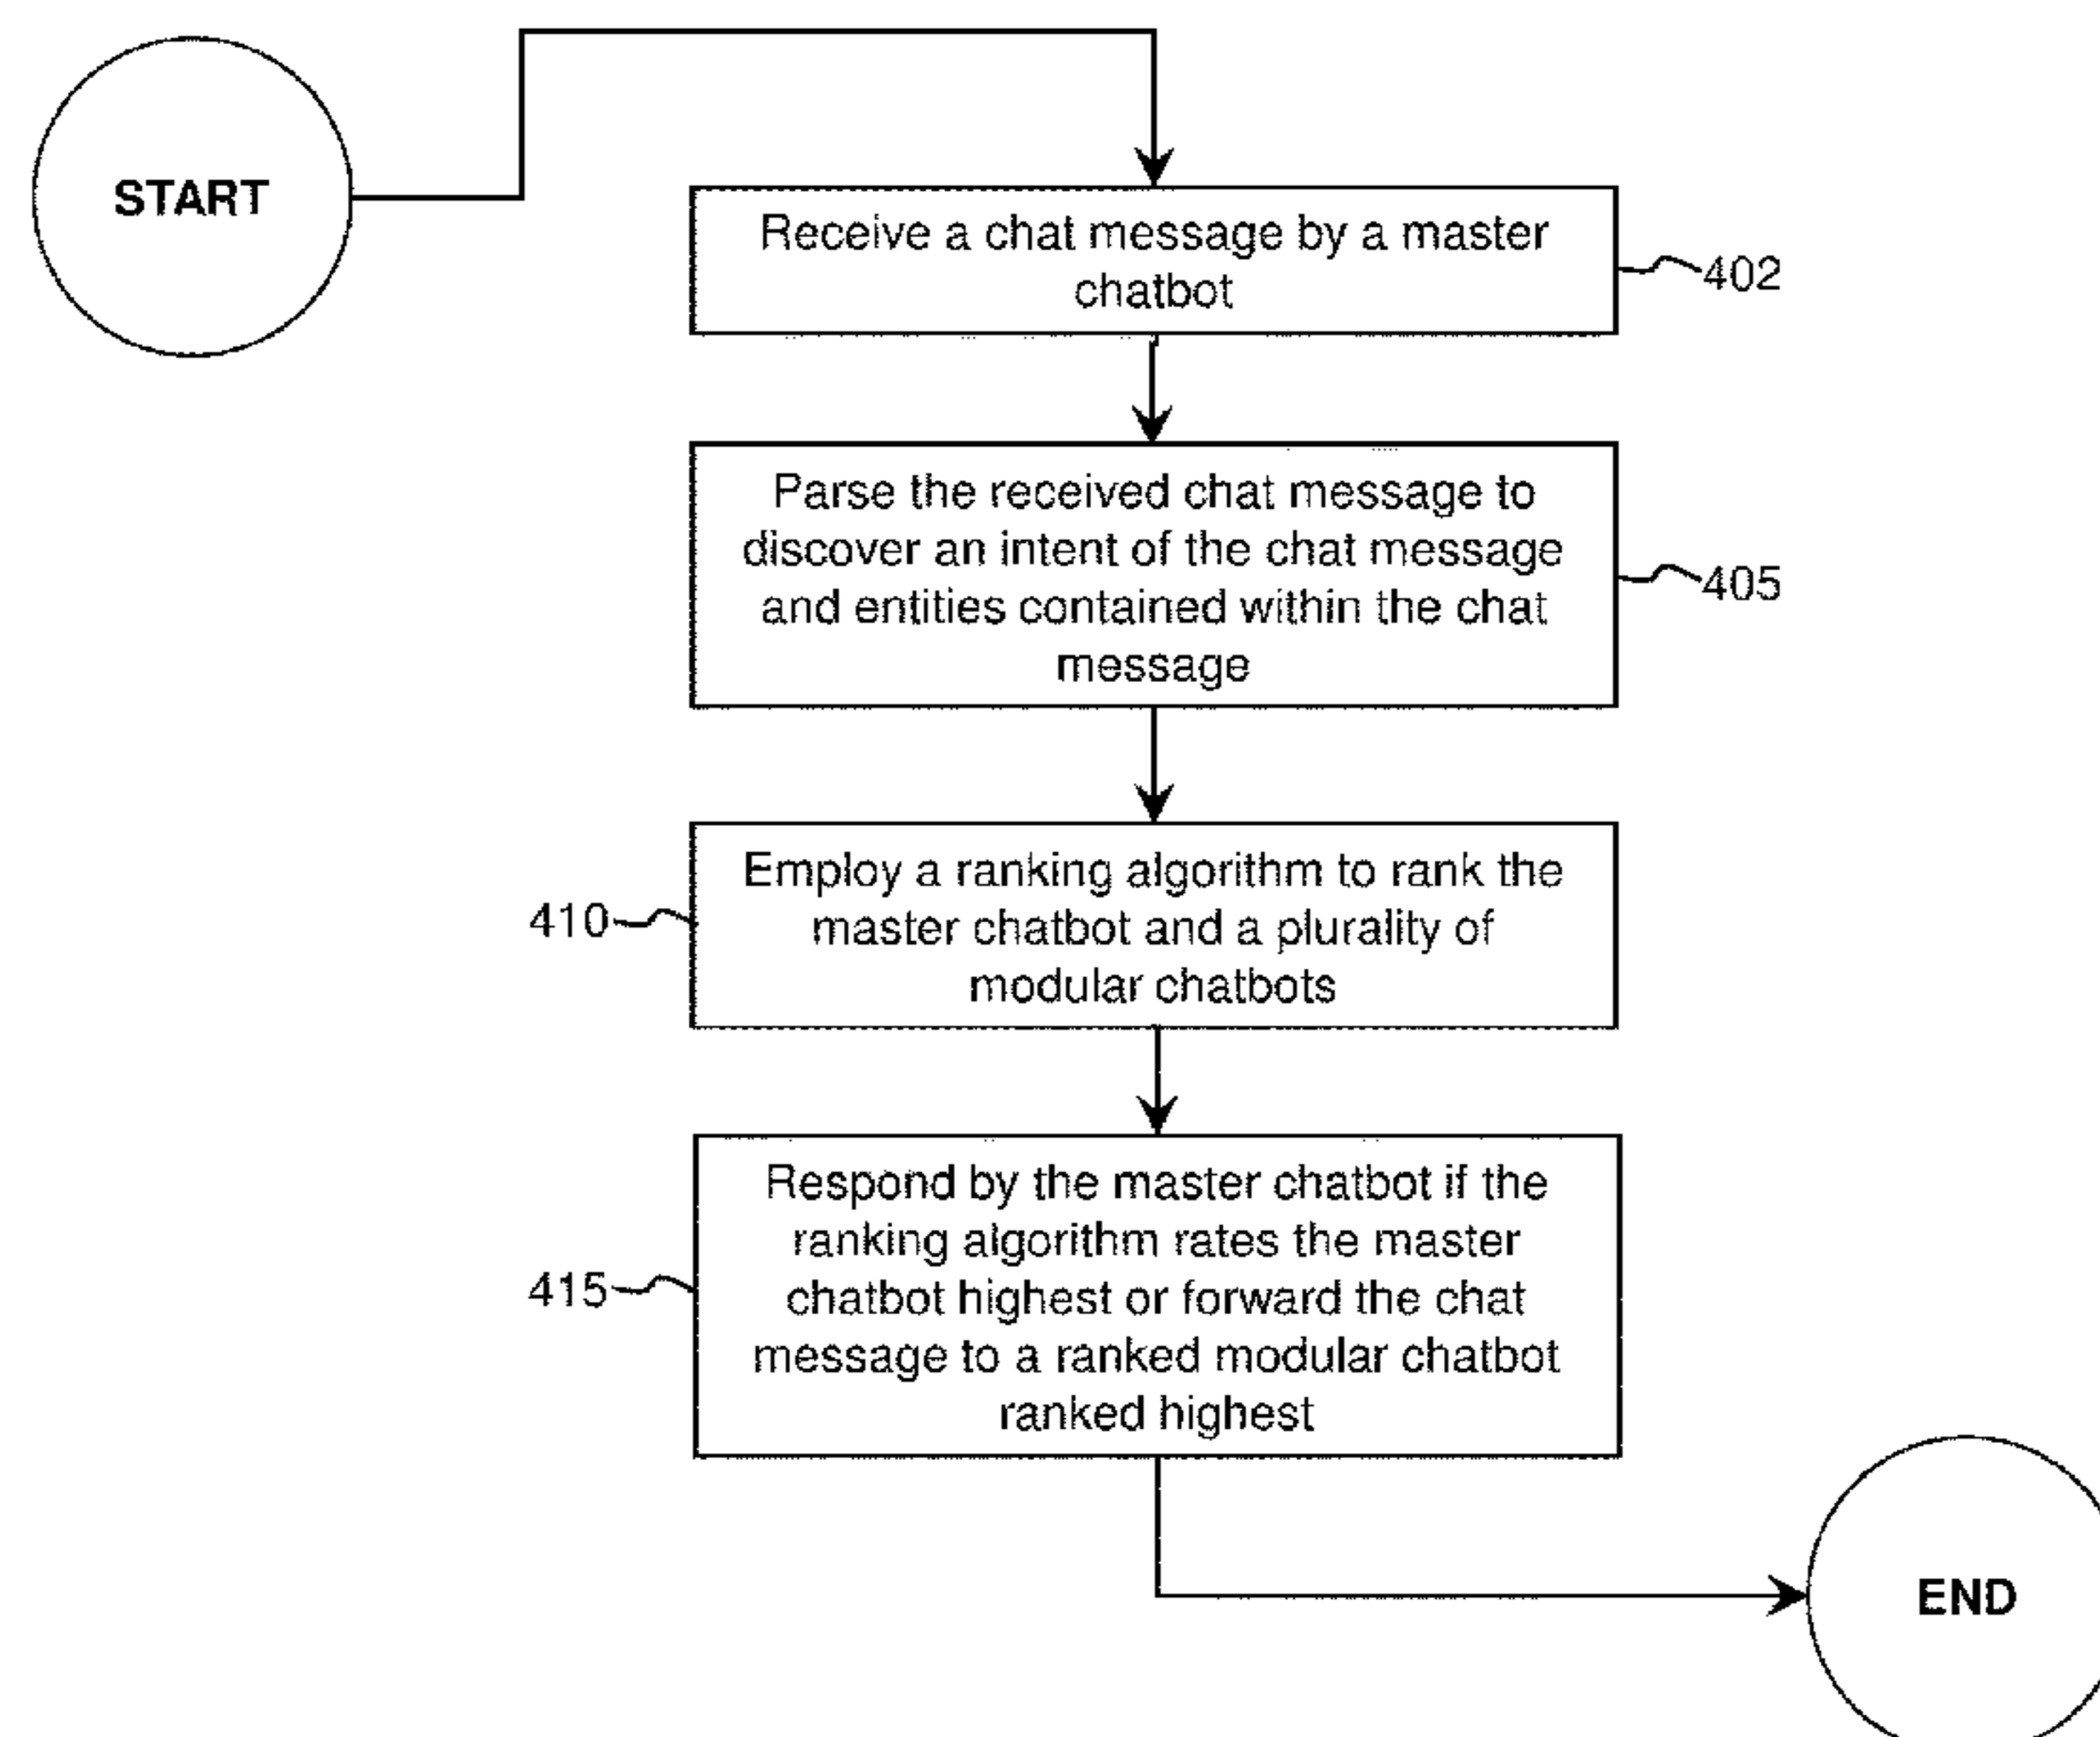 START
Receive a chat message by a master
chatbot
402
Parse the received chat message to
discover an intent of the chat message
and entities contained within the chat
message
405
Employ a ranking algorithm to rank the
master chatbot and a plurality of
modular chatbots
410
Respond by the master chatbot if the
ranking algorithm rates the master
chatbot highest or forward the chat
message to a ranked modular chatbot
ranked highest
415
END